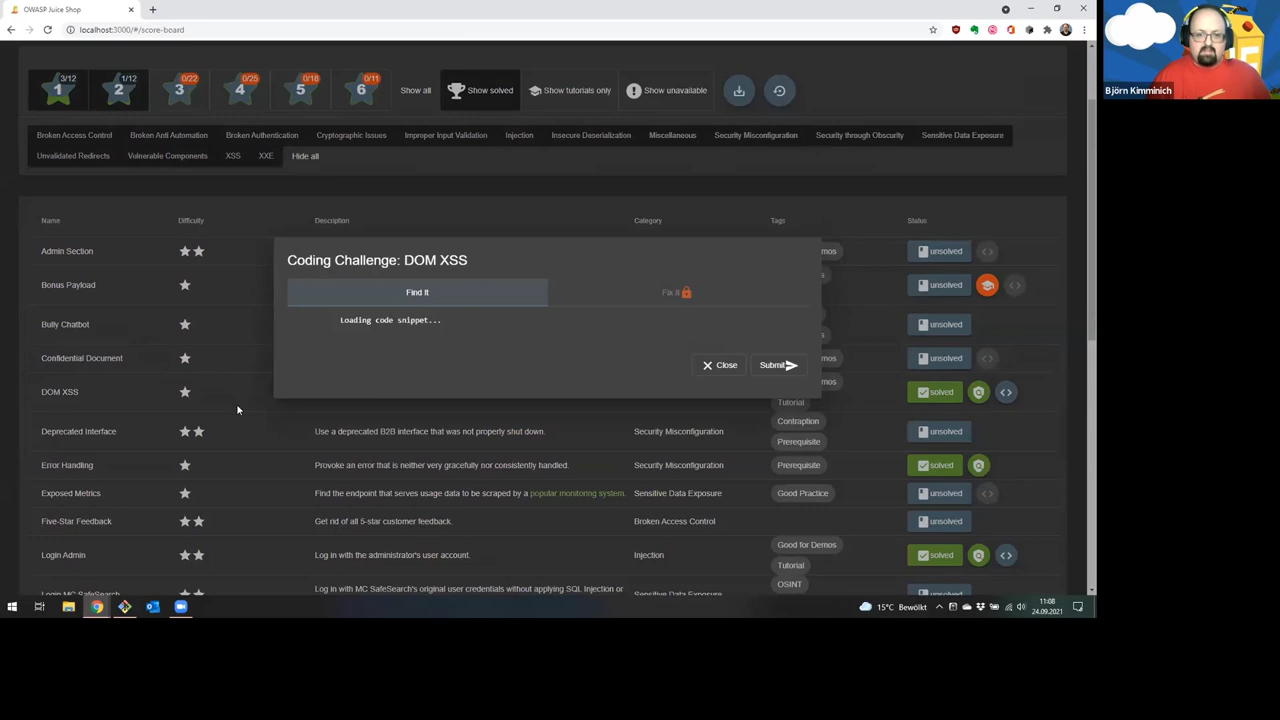 OWASP Juice Shop
localhost:3000/#/score-board
Björn Kimminich
3/12 1/12 0/22 0/25 0/18 0/11
1 2 3 4 5 6 Show all Show solved Show tutorials only Show unavailable
Broken Access Control Broken Anti Automation Broken Authentication Cryptographic Issues Improper Input Validation Injection Insecure Deserialization Miscellaneous Security Misconfiguration Security through Obscurity Sensitive Data Exposure
Unvalidated Redirects Vulnerable Components XSS XXE Hide all
Name Difficulty Description Category Tags Status
Coding Challenge: DOM XSS
Find It Fix It
Loading code snippet...
Close Submit
Admin Section unsolved
Bonus Payload unsolved
Bully Chatbot unsolved
Confidential Document unsolved
DOM XSS Tutorial solved
Deprecated Interface Use a deprecated B2B interface that was not properly shut down. Security Misconfiguration Contraption Prerequisite unsolved
Error Handling Provoke an error that is neither very gracefully nor consistently handled. Security Misconfiguration Prerequisite solved
Exposed Metrics Find the endpoint that serves usage data to be scraped by a popular monitoring system. Sensitive Data Exposure Good Practice unsolved
Five-Star Feedback Get rid of all 5-star customer feedback. Broken Access Control unsolved
Login Admin Log in with the administrator's user account. Injection Good for Demos Tutorial solved
Login MC SafeSearch Log in with MC SafeSearch's original user credentials without applying SQL Injection or Sensitive Data Exposure OSINT unsolved
15°C Bewölkt 11:08
24.09.2021